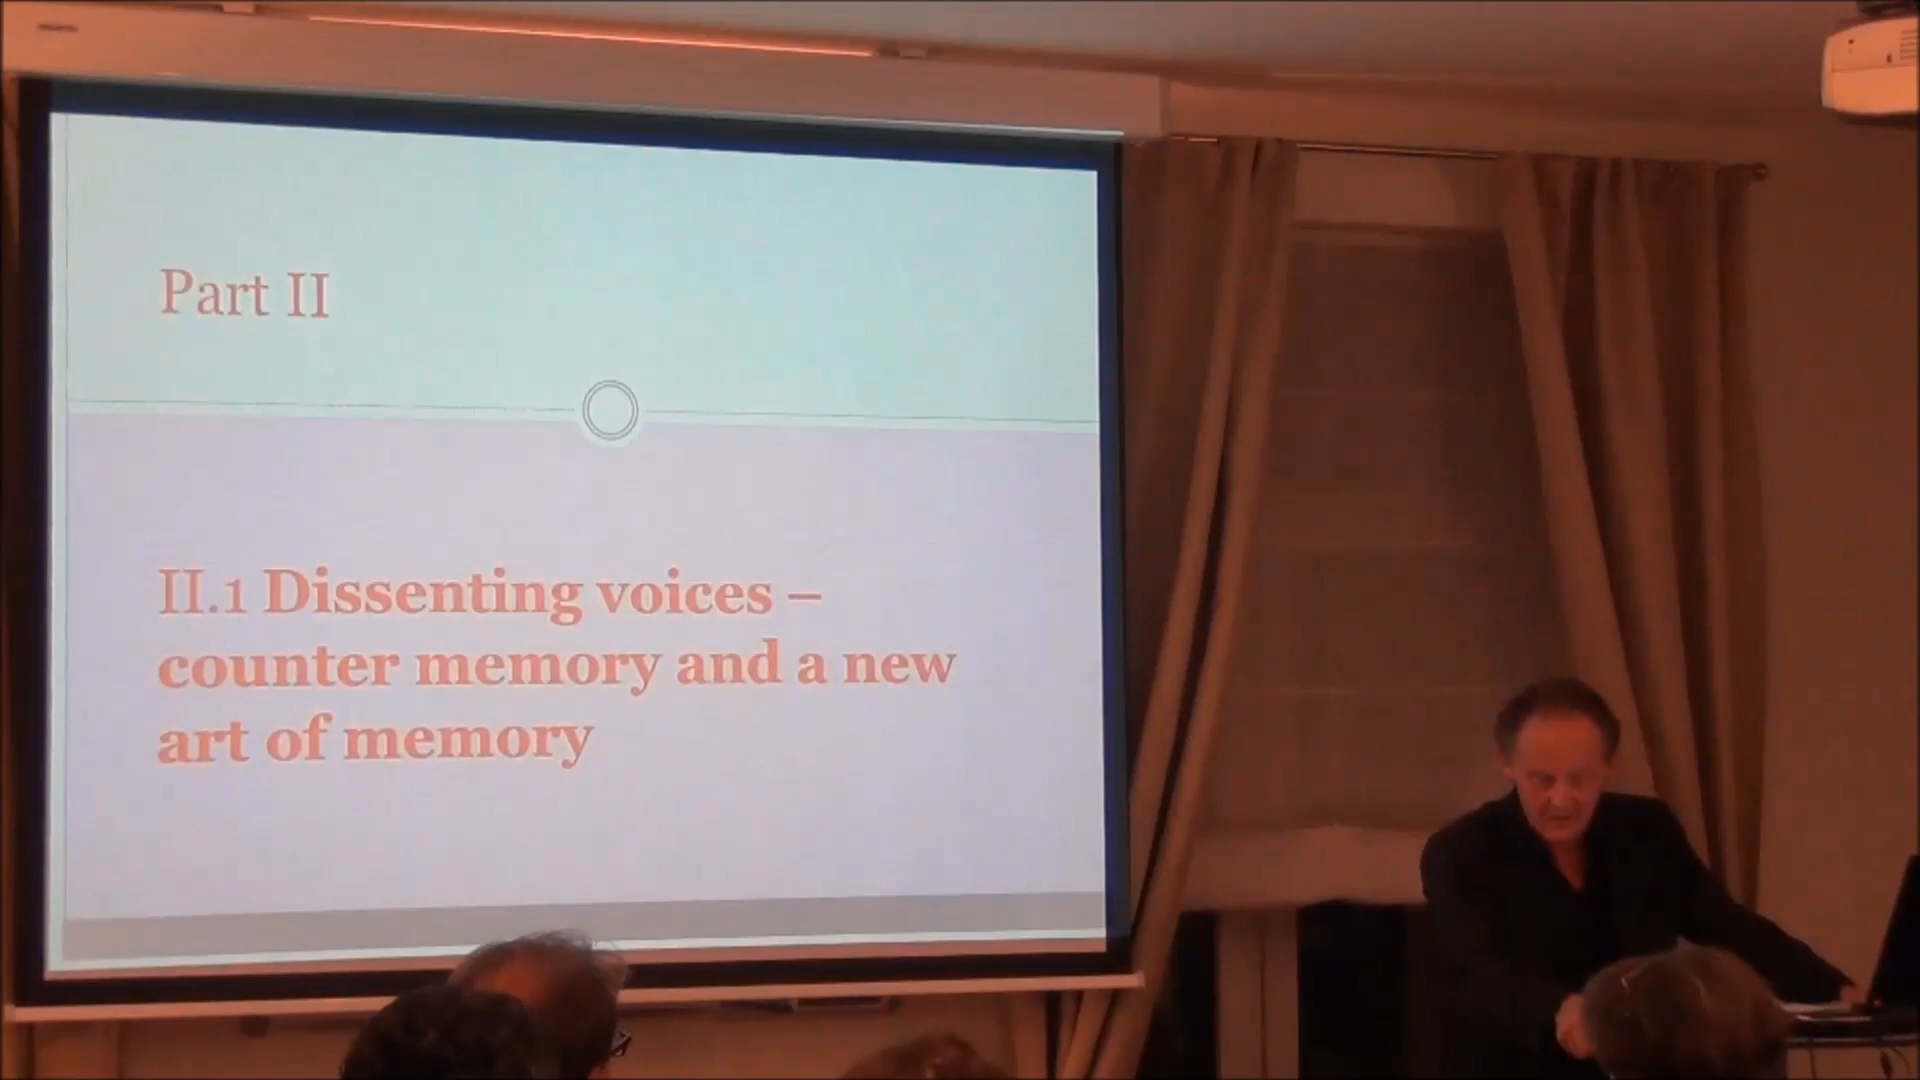 Part II
II.1 Dissenting voices –
counter memory and a new
art of memory